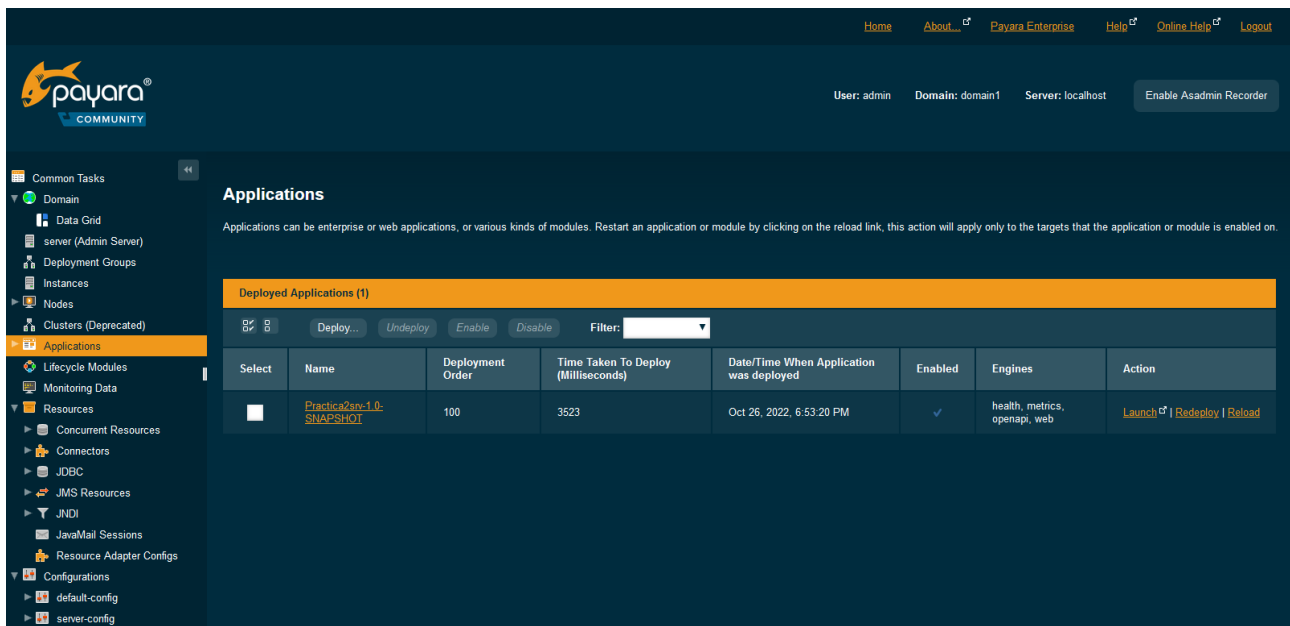 Home About... Payara Enterprise Help Online Help Logout
payara®
COMMUNITY
User: admin Domain: domain1 Server: localhost Enable Asadmin Recorder
Common Tasks
Domain
Data Grid
server (Admin Server)
Deployment Groups
Instances
Nodes
Clusters (Deprecated)
Applications
Lifecycle Modules
Monitoring Data
Resources
Concurrent Resources
Connectors
JDBC
JMS Resources
JNDI
JavaMail Sessions
Resource Adapter Configs
Configurations
default-config
server-config
Applications
Applications can be enterprise or web applications, or various kinds of modules. Restart an application or module by clicking on the reload link, this action will apply only to the targets that the application or module is enabled on.
Deployed Applications (1)
Deploy... Undeploy Enable Disable Filter:
Select Name Deployment Order Time Taken To Deploy (Milliseconds) Date/Time When Application was deployed Enabled Engines Action
Practica2srv-1.0-SNAPSHOT 100 3523 Oct 26, 2022, 6:53:20 PM health, metrics, openapi, web Launch | Redeploy | Reload